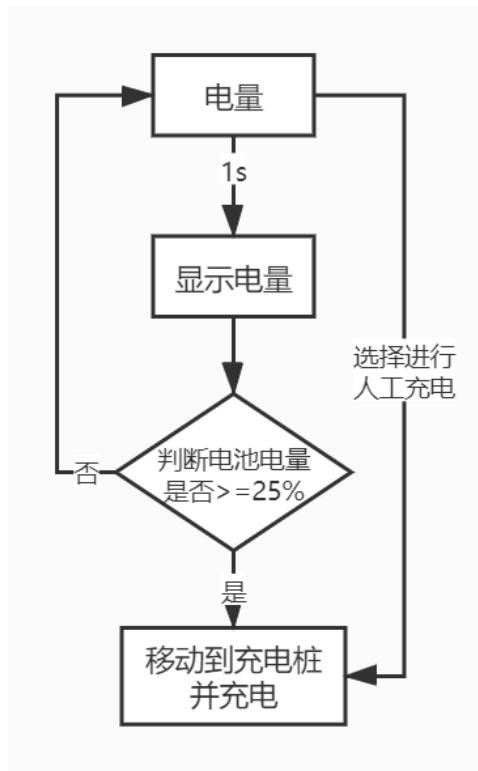 电量
1s
显示电量
选择进行
人工充电
判断电池电量
是否>=25%
否
是
移动到充电桩
并充电